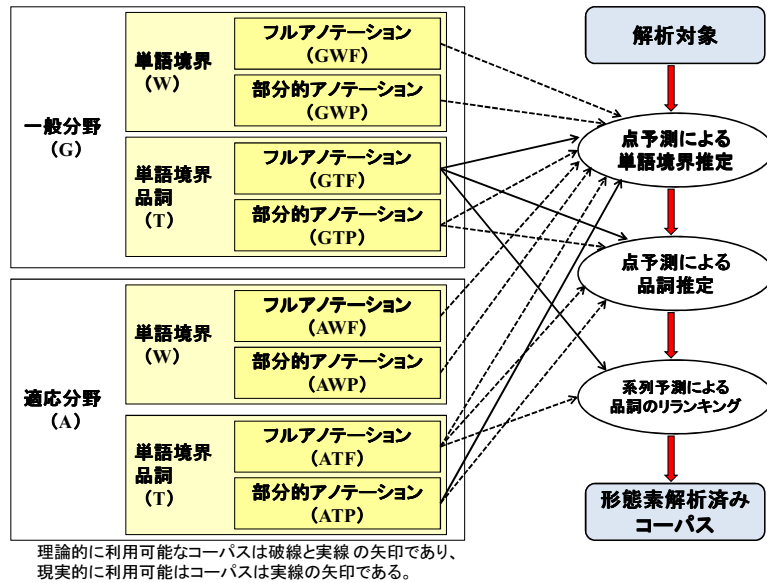 一般分野
(G)
単語境界
(W)
フルアノテーション
(GWF)
部分的アノテーション
(GWP)
単語境界
品詞
(T)
フルアノテーション
(GTF)
部分的アノテーション
(GTP)
適応分野
(A)
単語境界
(W)
フルアノテーション
(AWF)
部分的アノテーション
(AWP)
単語境界
品詞
(T)
フルアノテーション
(ATF)
部分的アノテーション
(ATP)
解析対象
点予測による
単語境界推定
点予測による
品詞推定
系列予測による
品詞のリランキング
形態素解析済み
コーパス
理論的に利用可能なコーパスは破線と実線の矢印であり、
現実的に利用可能はコーパスは実線の矢印である。